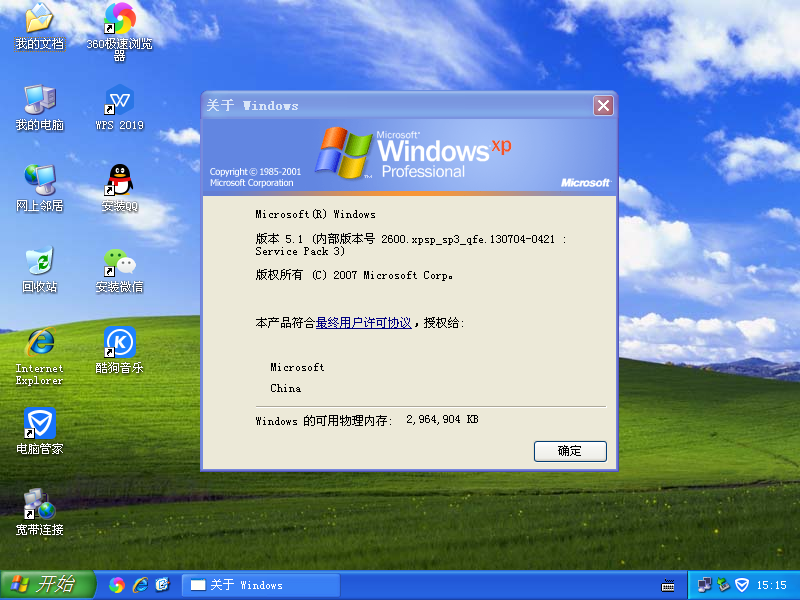 我的文档
360极速浏览
器
我的电脑
WPS 2019
网上邻居
安装QQ
回收站
安装微信
Internet
Explorer
酷狗音乐
电脑管家
宽带连接
关于 Windows
Copyright © 1985-2001
Microsoft Corporation
Microsoft®
Windows xp
Professional
Microsoft®
Microsoft(R) Windows
版本 5.1 (内部版本号 2600.xpsp_sp3_qfe.130704-0421 :
Service Pack 3)
版权所有 (C) 2007 Microsoft Corp。
本产品符合最终用户许可协议，授权给:
Microsoft
China
Windows 的可用物理内存: 2,964,904 KB
确定
开始
关于 Windows
15:15